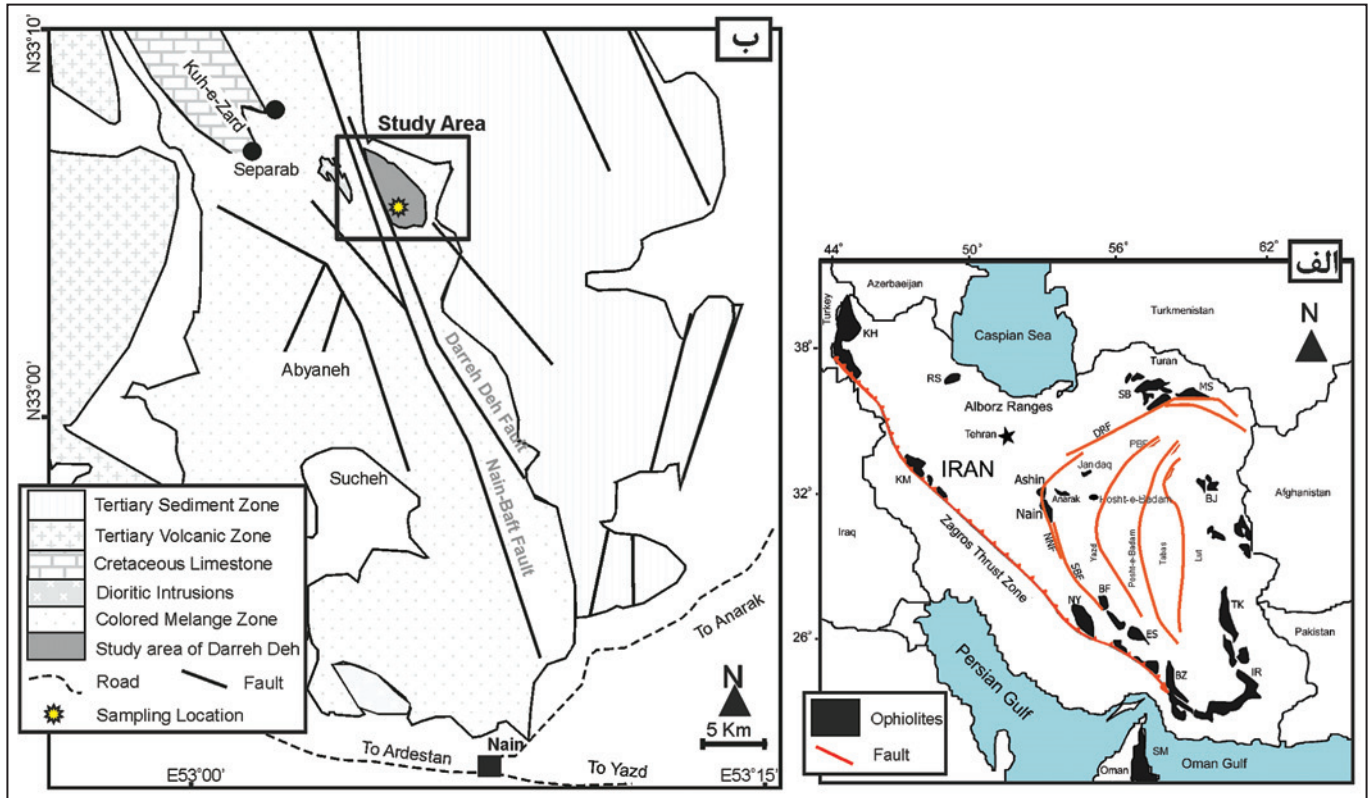 ب
N33°10'
Kuh-e-Zard
Separab
Study Area
Abyaneh
Darreh Deh Fault
Nain-Baft Fault
N33°00'
Sucheh
Tertiary Sediment Zone
Tertiary Volcanic Zone
Cretaceous Limestone
Dioritic Intrusions
Colored Melange Zone
Study area of Darreh Deh
Road
Fault
Sampling Location
To Anarak
N
5 Km
Nain
To Ardestan
To Yazd
E53°00'
E53°15'
الف
44°
50°
56°
62°
Azerbaeijan
Turkey
Caspian Sea
Turkmenistan
N
KH
38°
RS
Turan
SB
MS
Alborz Ranges
Tehran
DRF
PBF
IRAN
Jandaq
KM
Ashin
Anarak
Hosht-e-Badam
BJ
Afghanistan
32°
Nain
Iraq
Zagros Thrust Zone
NNF
SBF
Yazd
Posht-e-Badam
Tabas
Lut
NY
BF
ES
TK
26°
Pakistan
BZ
IR
Persian Gulf
Ophiolites
Fault
SM
Oman
Oman Gulf